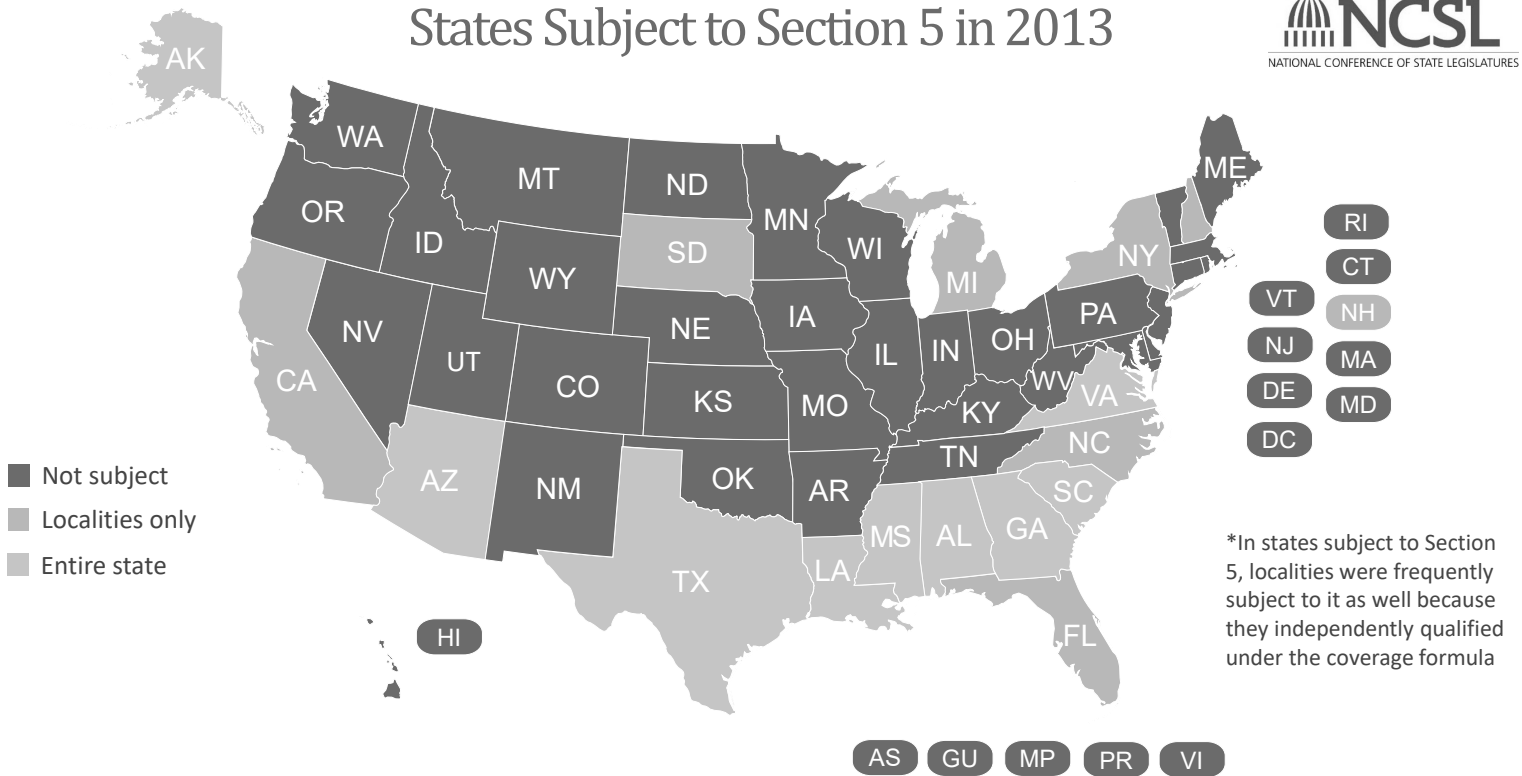 States Subject to Section 5 in 2013
NCSL
NATIONAL CONFERENCE OF STATE LEGISLATURES
AK
WA
MT
ND
MN
ME
OR
ID
WY
SD
WI
MI
NY
RI
CT
VT
NH
NV
UT
CO
NE
IA
IL
IN
OH
PA
NJ
MA
CA
KS
MO
WV
VA
KY
DE
MD
DC
AZ
NM
OK
AR
TN
NC
SC
MS
AL
GA
TX
LA
FL
Not subject
Localities only
Entire state
*In states subject to Section
5, localities were frequently
subject to it as well because
they independently qualified
under the coverage formula
HI
AS
GU
MP
PR
VI